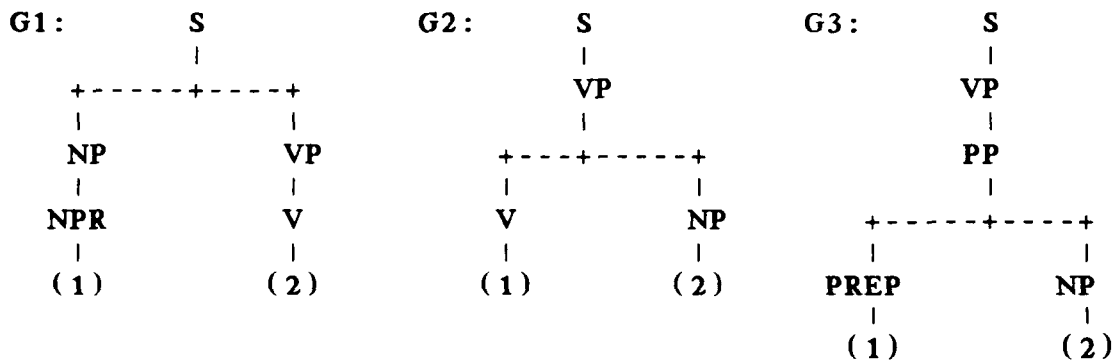 G1: S G2: S G3: S
VP VP
NP VP PP
NPR V V NP
(1) (2) (1) (2) PREP NP
(1) (2)